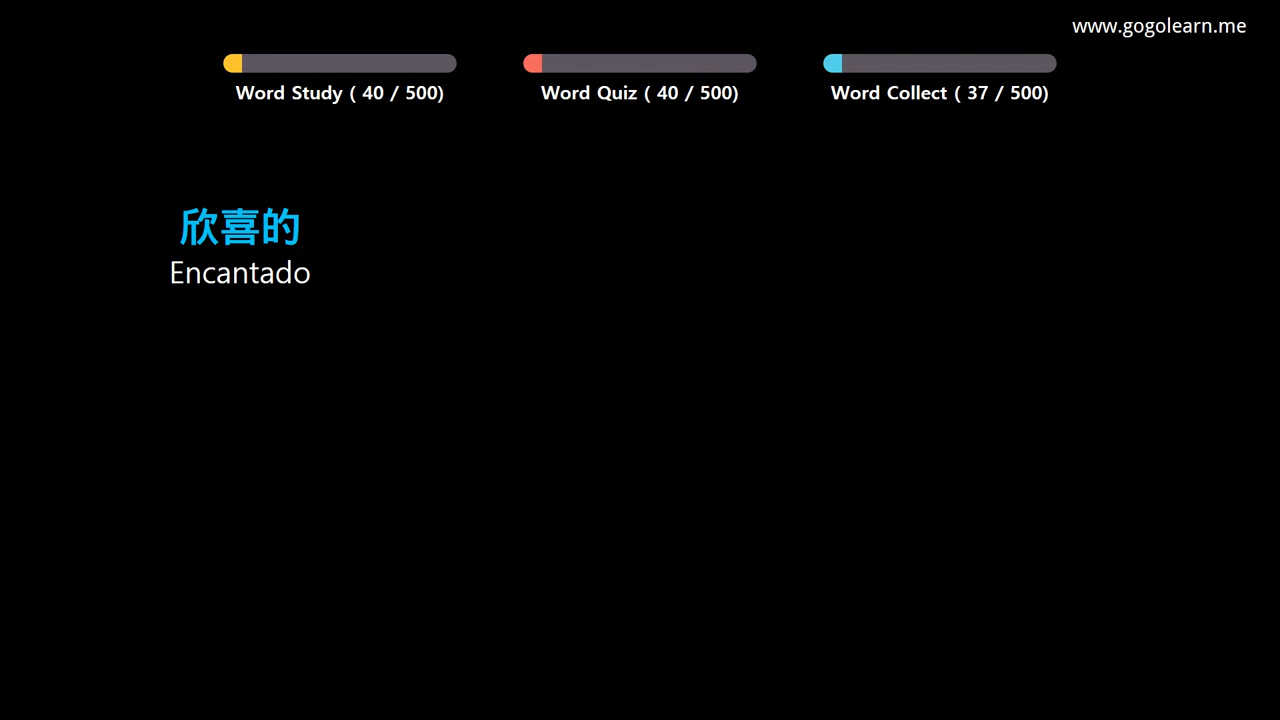 www.gogolearn.me
Word Study ( 40 / 500)
Word Quiz ( 40 / 500)
Word Collect ( 37 / 500)
欣喜的
Encantado